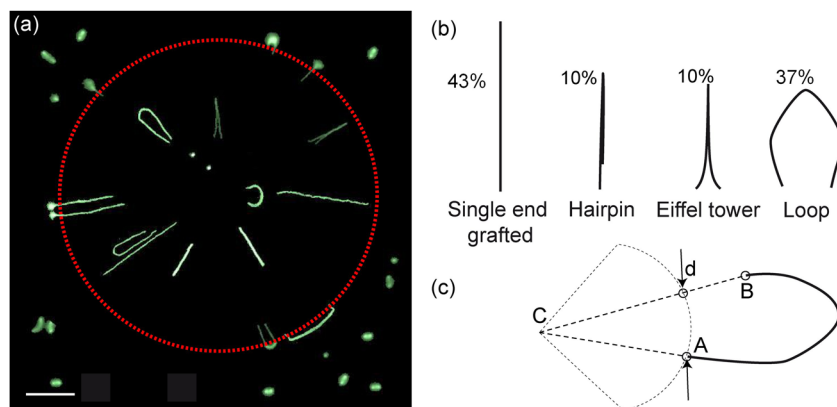 (a)
(b)
43%
10%
10%
37%
Single end
grafted
Hairpin
Eiffel tower
Loop
(c)
d
B
C
A